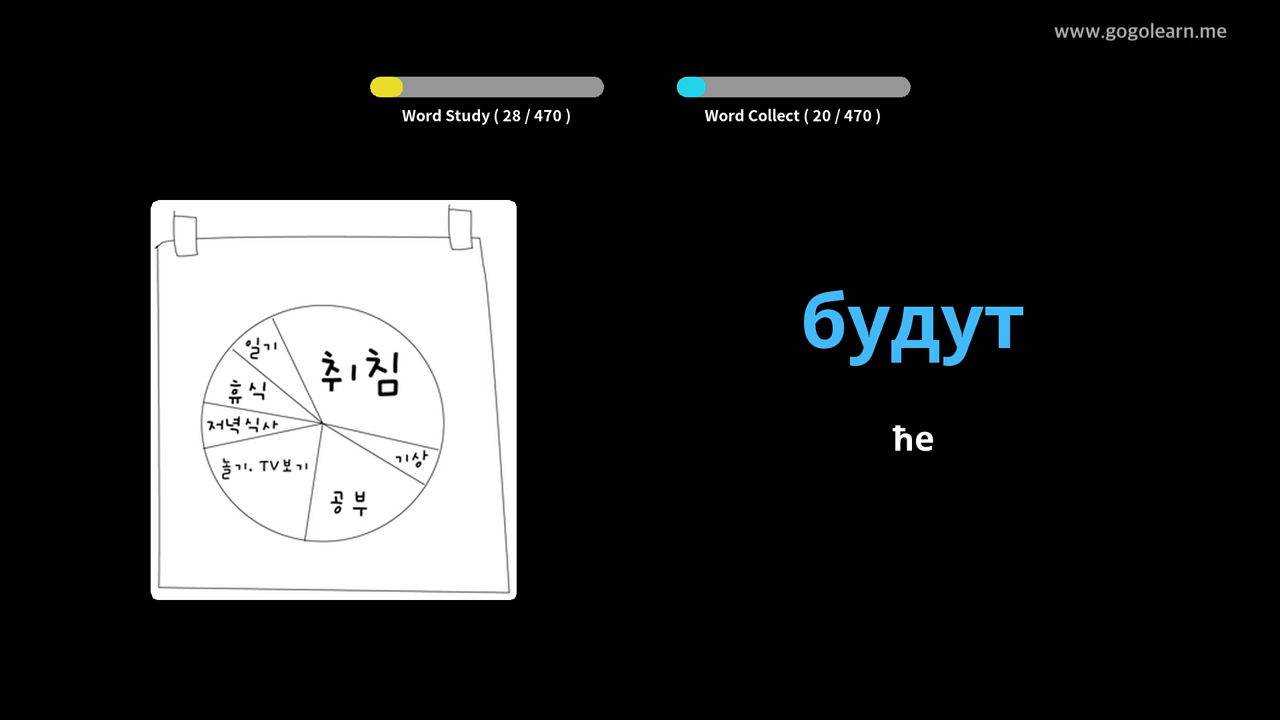 www.gogolearn.me
Word Study ( 28 / 470 )
Word Collect ( 20 / 470 )
일기
취침
휴식
저녁식사
놀기. TV보기
기상
공부
будут
ће